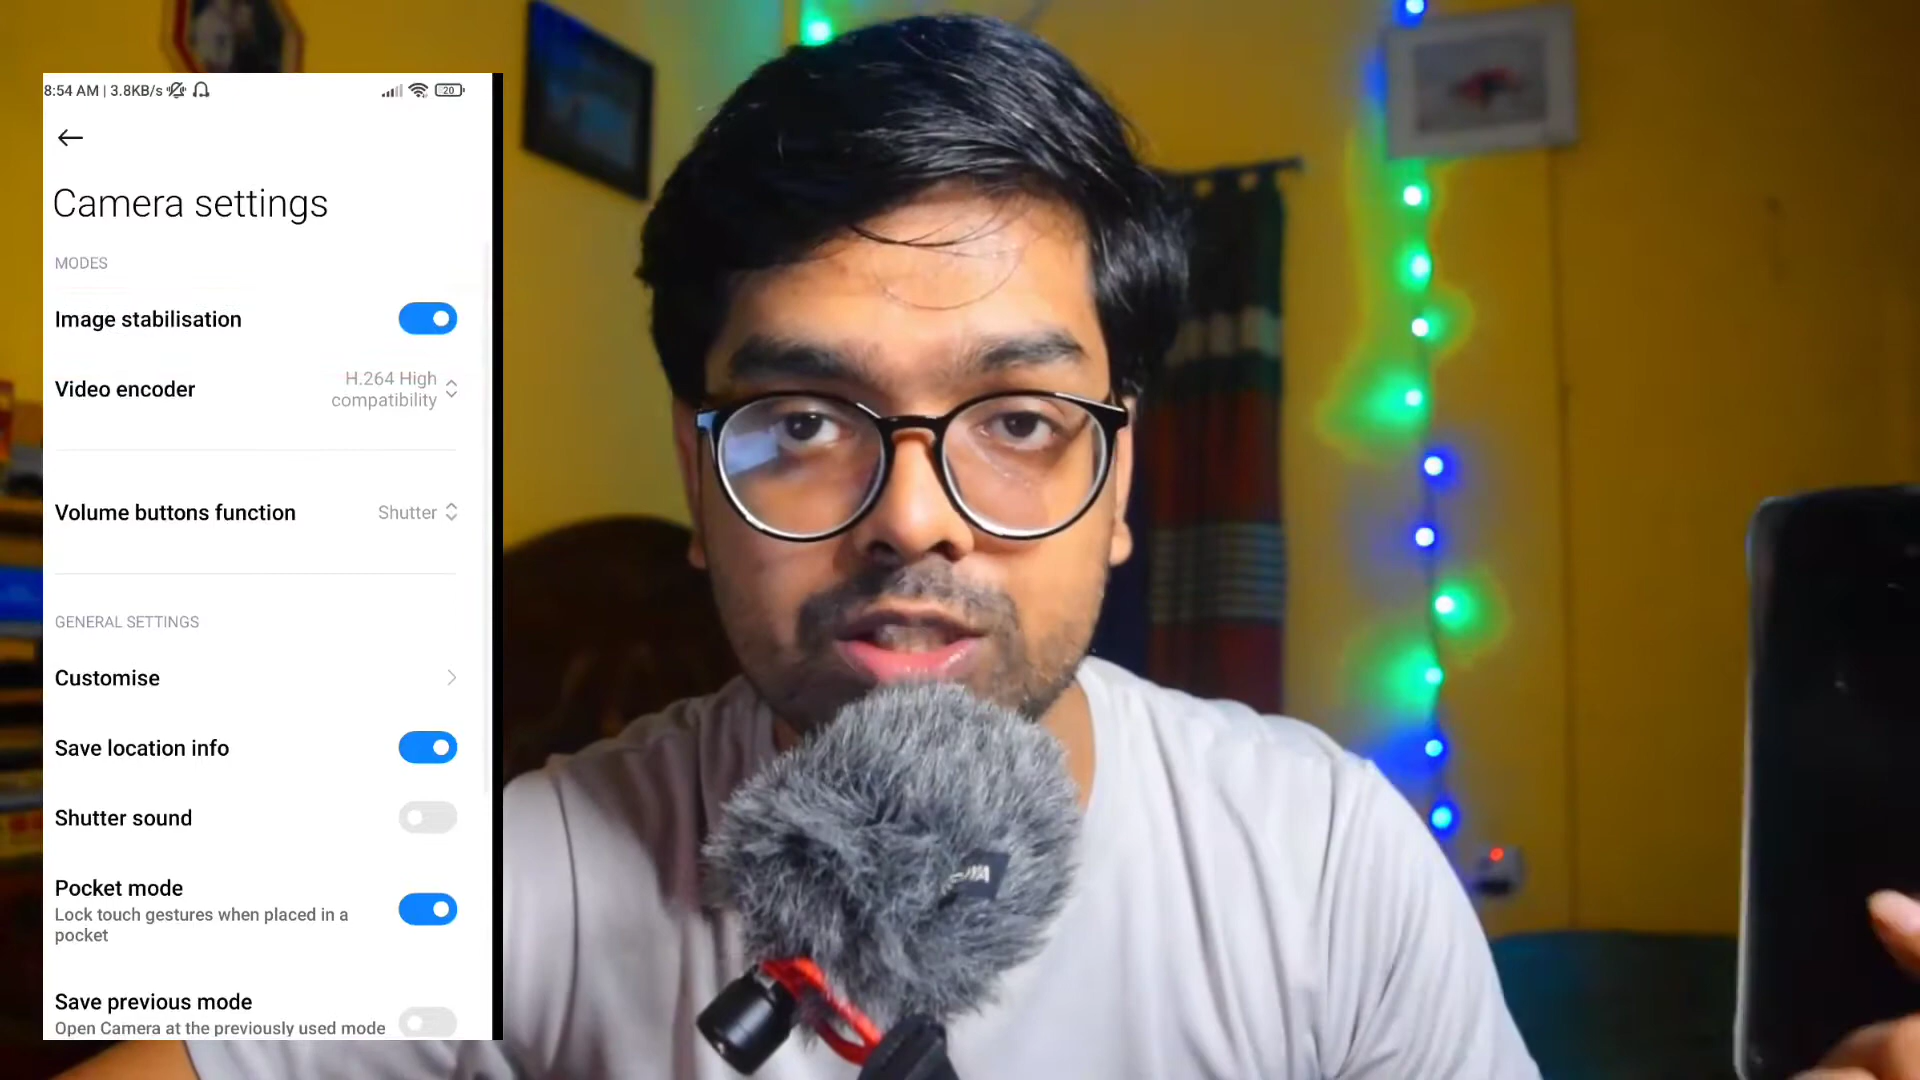 8:54 AM | 3.8KB/s 20
Camera settings
MODES
Image stabilisation
Video encoder H.264 High
compatibility
Volume buttons function Shutter
GENERAL SETTINGS
Customise
Save location info
Shutter sound
Pocket mode
Lock touch gestures when placed in a
pocket
Save previous mode
Open Camera at the previously used mode